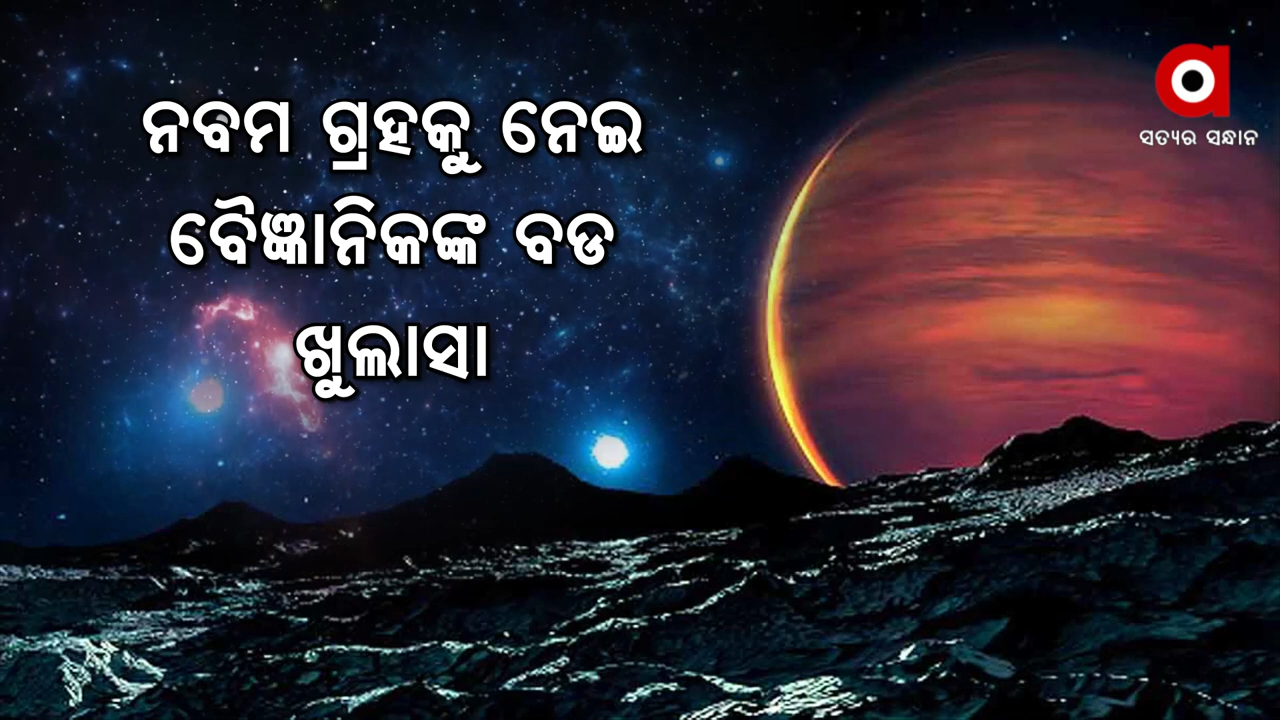 ନବମ ଗ୍ରହକୁ ନେଇ
ବୈଜ୍ଞାନିକଙ୍କ ବଡ
ଖୁଲାସା
ସତ୍ୟର ସନ୍ଧାନ